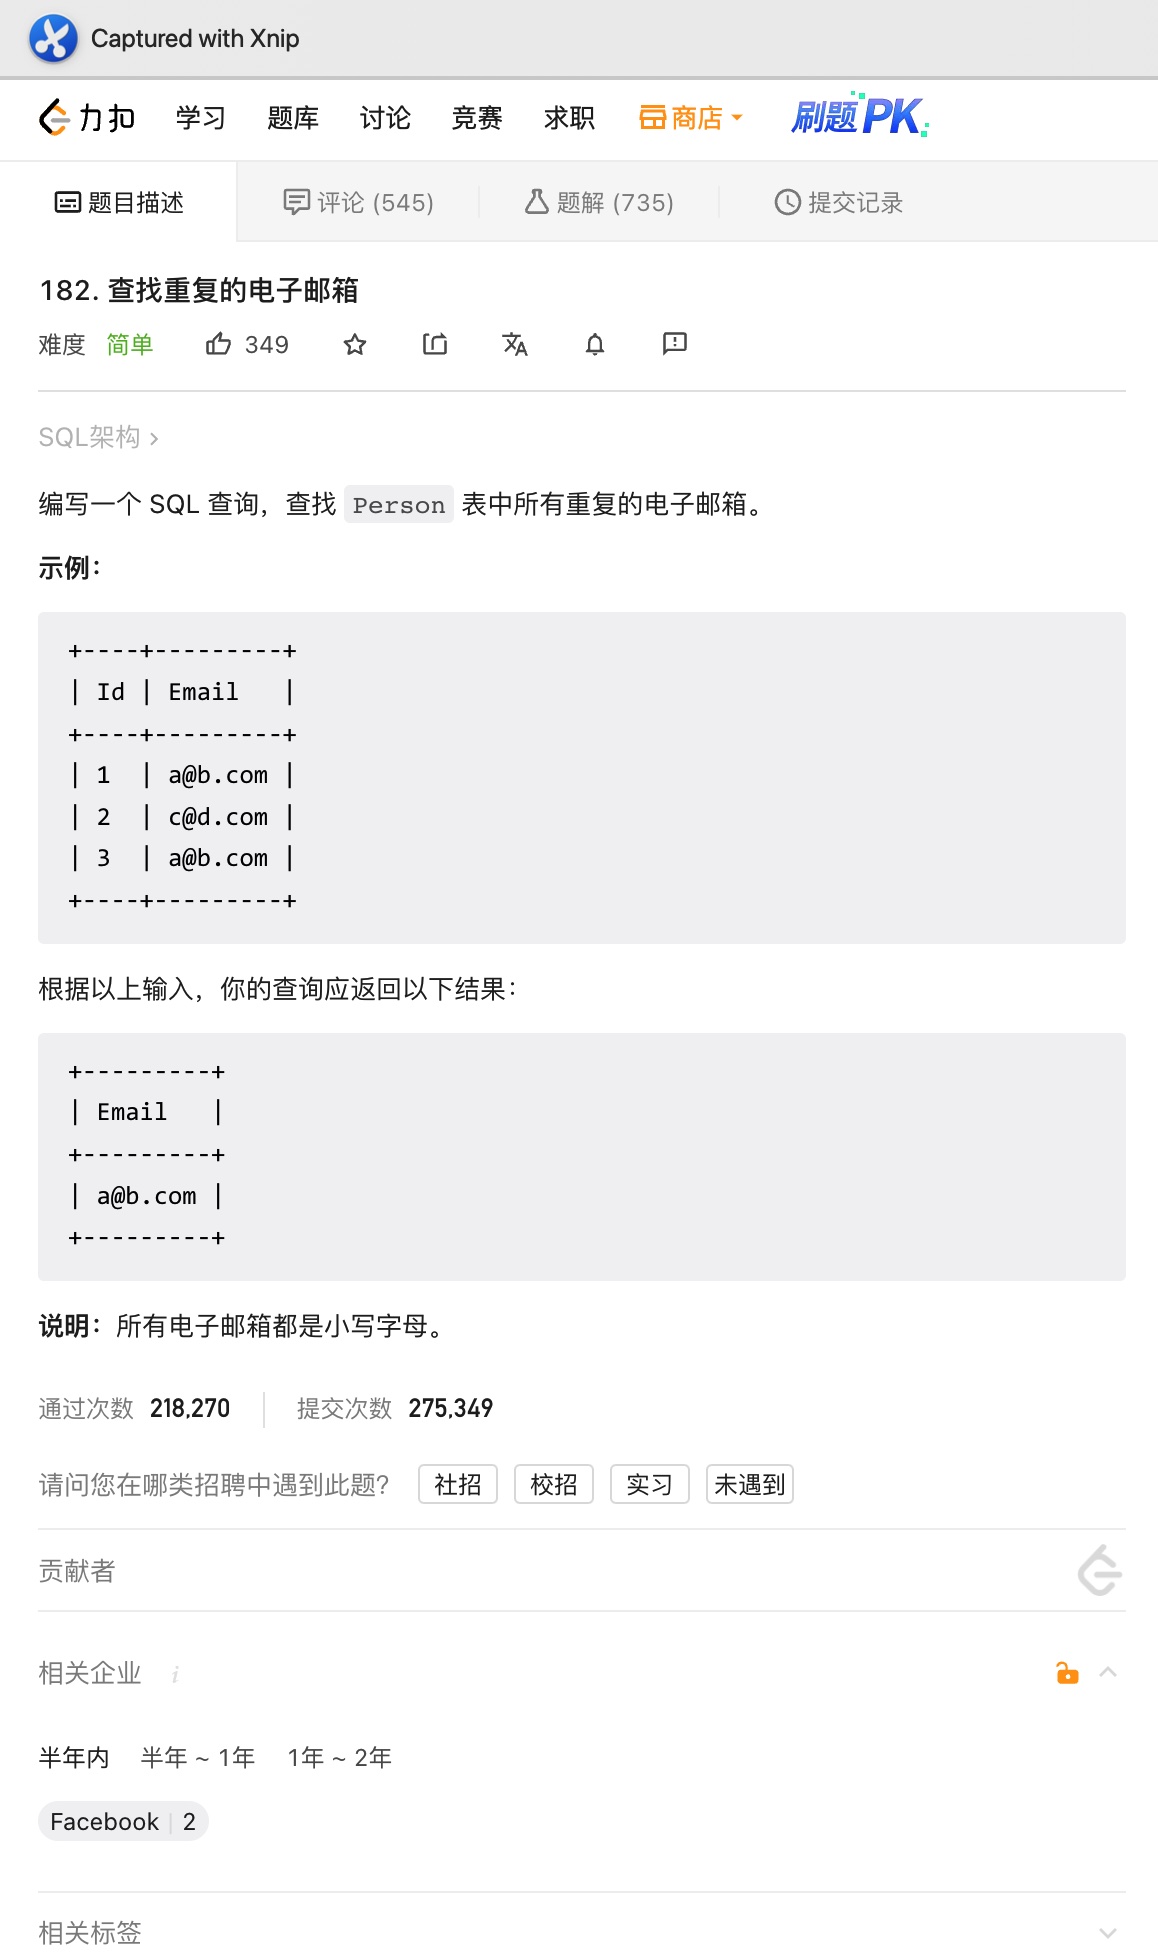 Captured with Xnip
力扣 学习 题库 讨论 竞赛 求职 商店 刷题PK
题目描述 评论 (545) 题解 (735) 提交记录
182. 查找重复的电子邮箱
难度 简单 349
SQL架构
编写一个 SQL 查询，查找 Person 表中所有重复的电子邮箱。
示例：
+----+---------+
| Id | Email   |
+----+---------+
| 1  | a@b.com |
| 2  | c@d.com |
| 3  | a@b.com |
+----+---------+
根据以上输入，你的查询应返回以下结果：
+---------+
| Email   |
+---------+
| a@b.com |
+---------+
说明：所有电子邮箱都是小写字母。
通过次数 218,270 提交次数 275,349
请问您在哪类招聘中遇到此题? 社招 校招 实习 未遇到
贡献者
相关企业 i
半年内 半年 ~ 1年 1年 ~ 2年
Facebook 2
相关标签